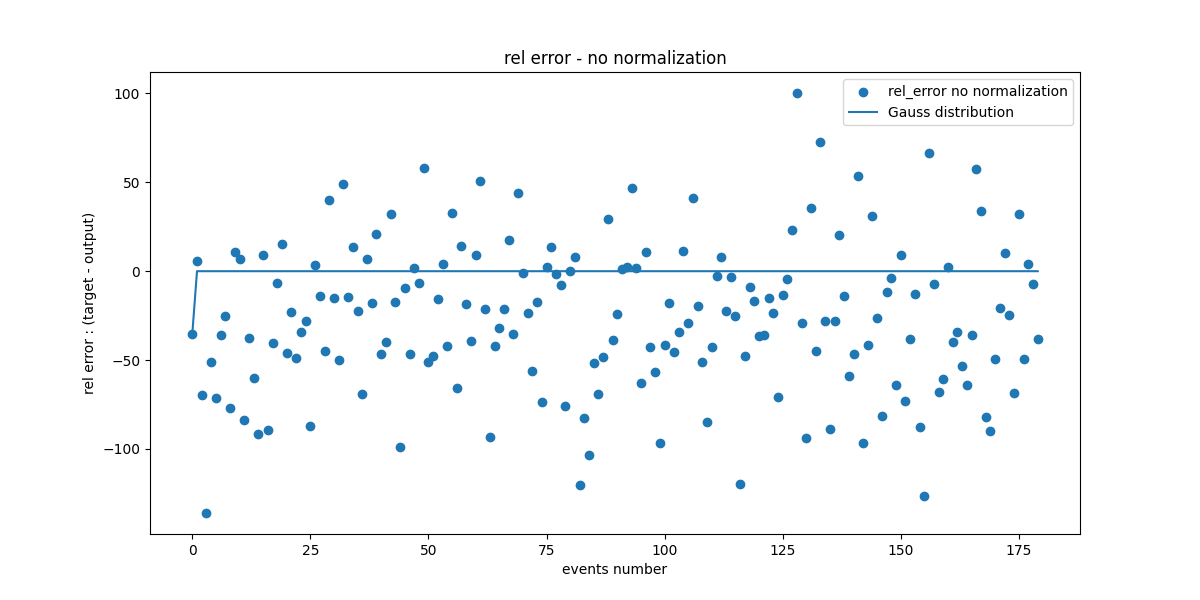 rel error - no normalization
rel_error no normalization
Gauss distribution
rel error : (target - output)
100
50
0
−50
−100
0 25 50 75 100 125 150 175
events number